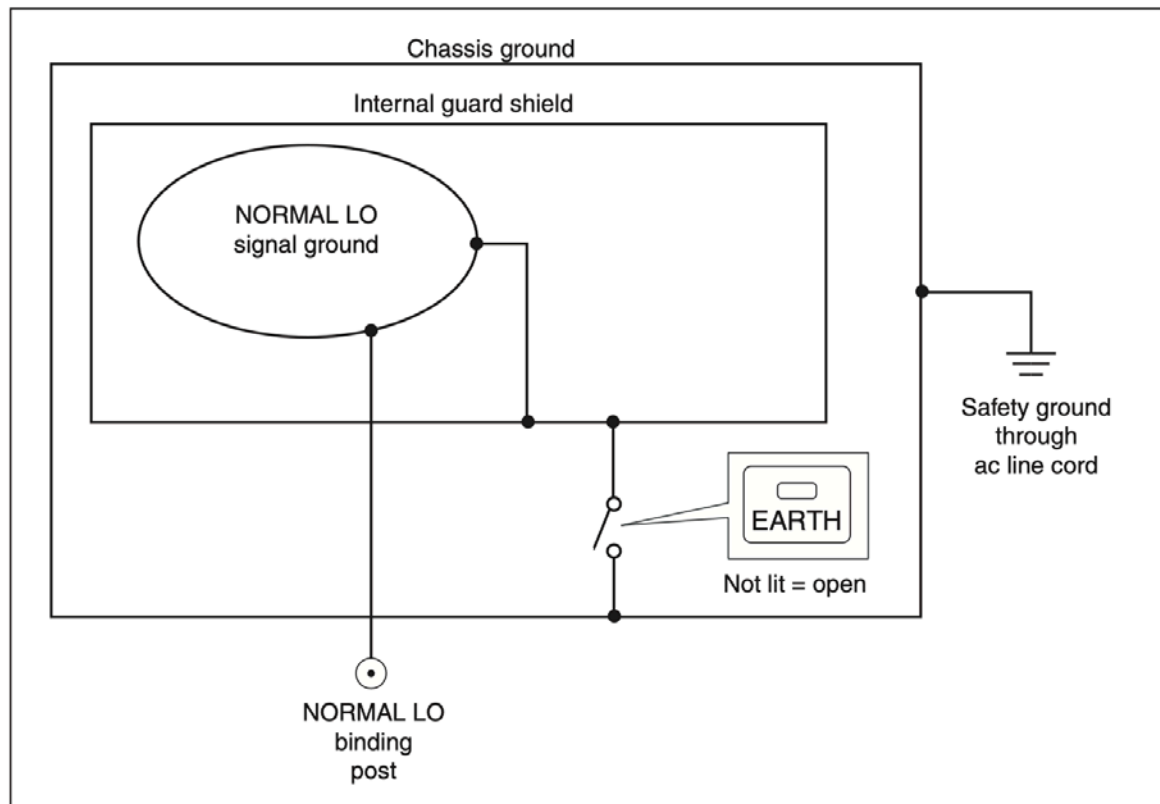 Chassis ground
Internal guard shield
NORMAL LO
signal ground
Safety ground
through
ac line cord
EARTH
Not lit = open
NORMAL LO
binding
post